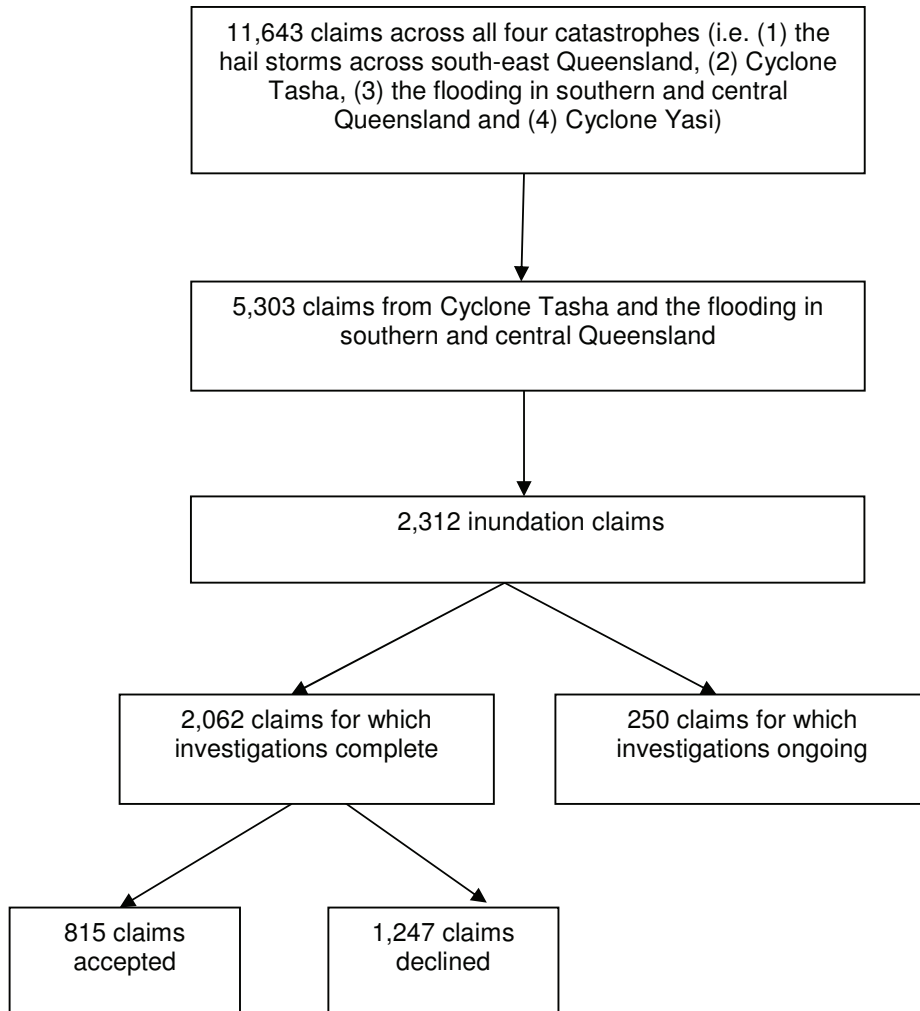 11,643 claims across all four catastrophes (i.e. (1) the
hail storms across south-east Queensland, (2) Cyclone
Tasha, (3) the flooding in southern and central
Queensland and (4) Cyclone Yasi)
5,303 claims from Cyclone Tasha and the flooding in
southern and central Queensland
2,312 inundation claims
2,062 claims for which
investigations complete
250 claims for which
investigations ongoing
815 claims
accepted
1,247 claims
declined